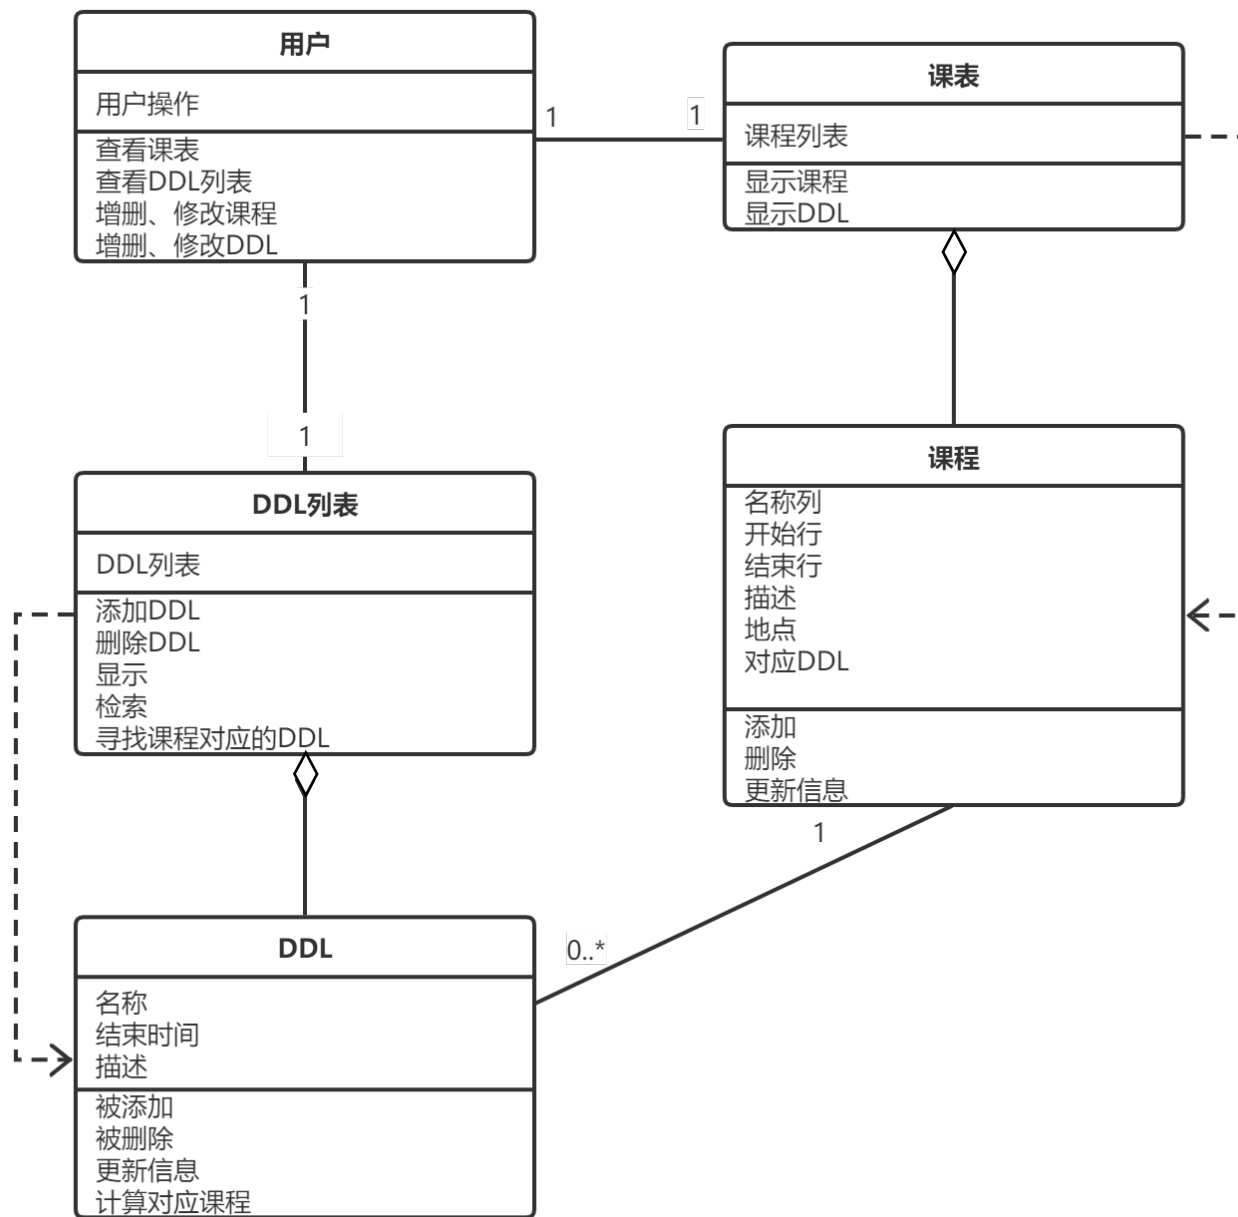 用户
用户操作
查看课表
查看DDL列表
增删、修改课程
增删、修改DDL
1
1
课表
课程列表
显示课程
显示DDL
1
1
DDL列表
DDL列表
添加DDL
删除DDL
显示
检索
寻找课程对应的DDL
课程
名称列
开始行
结束行
描述
地点
对应DDL
添加
删除
更新信息
1
0..*
DDL
名称
结束时间
描述
被添加
被删除
更新信息
计算对应课程